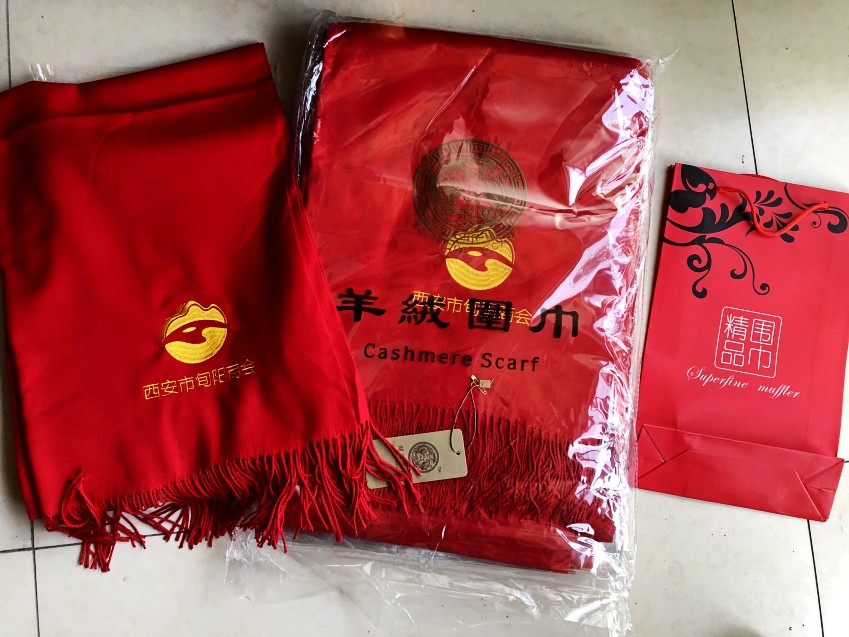 西安市旬阳商会
西安市旬阳商会
羊絨圍巾
Cashmere Scarf
精品
围巾
Superfine muffler